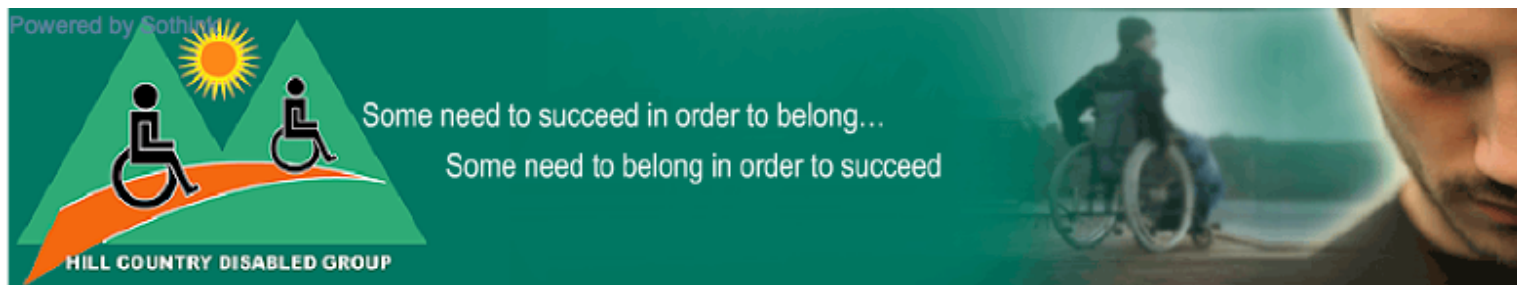 Powered by Sothink
Some need to succeed in order to belong...
Some need to belong in order to succeed
HILL COUNTRY DISABLED GROUP